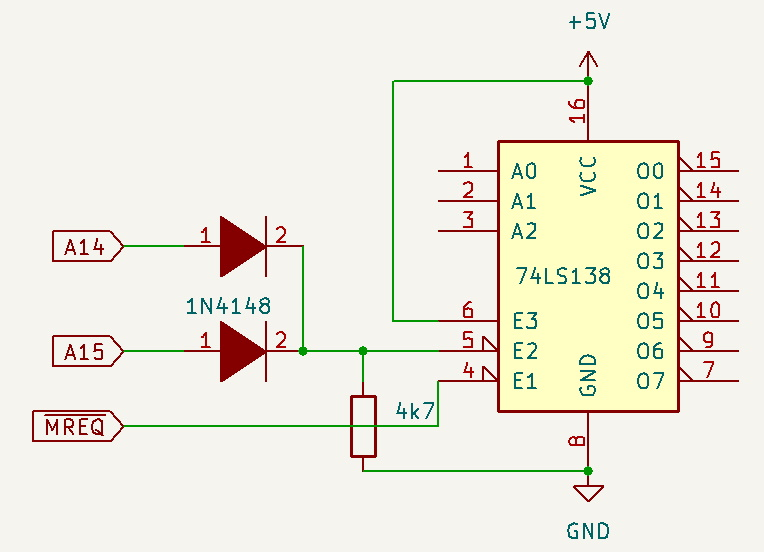 +5V
16
1 A0 VCC O0 15
2 A1 O1 14
3 A2 O2 13
A14 1 2 O3 12
74LS138
O4 11
1N4148
6 E3 O5 10
A15 1 2 5 E2 O6 9
4 E1 GND O7 7
4k7
MREQ
8
GND